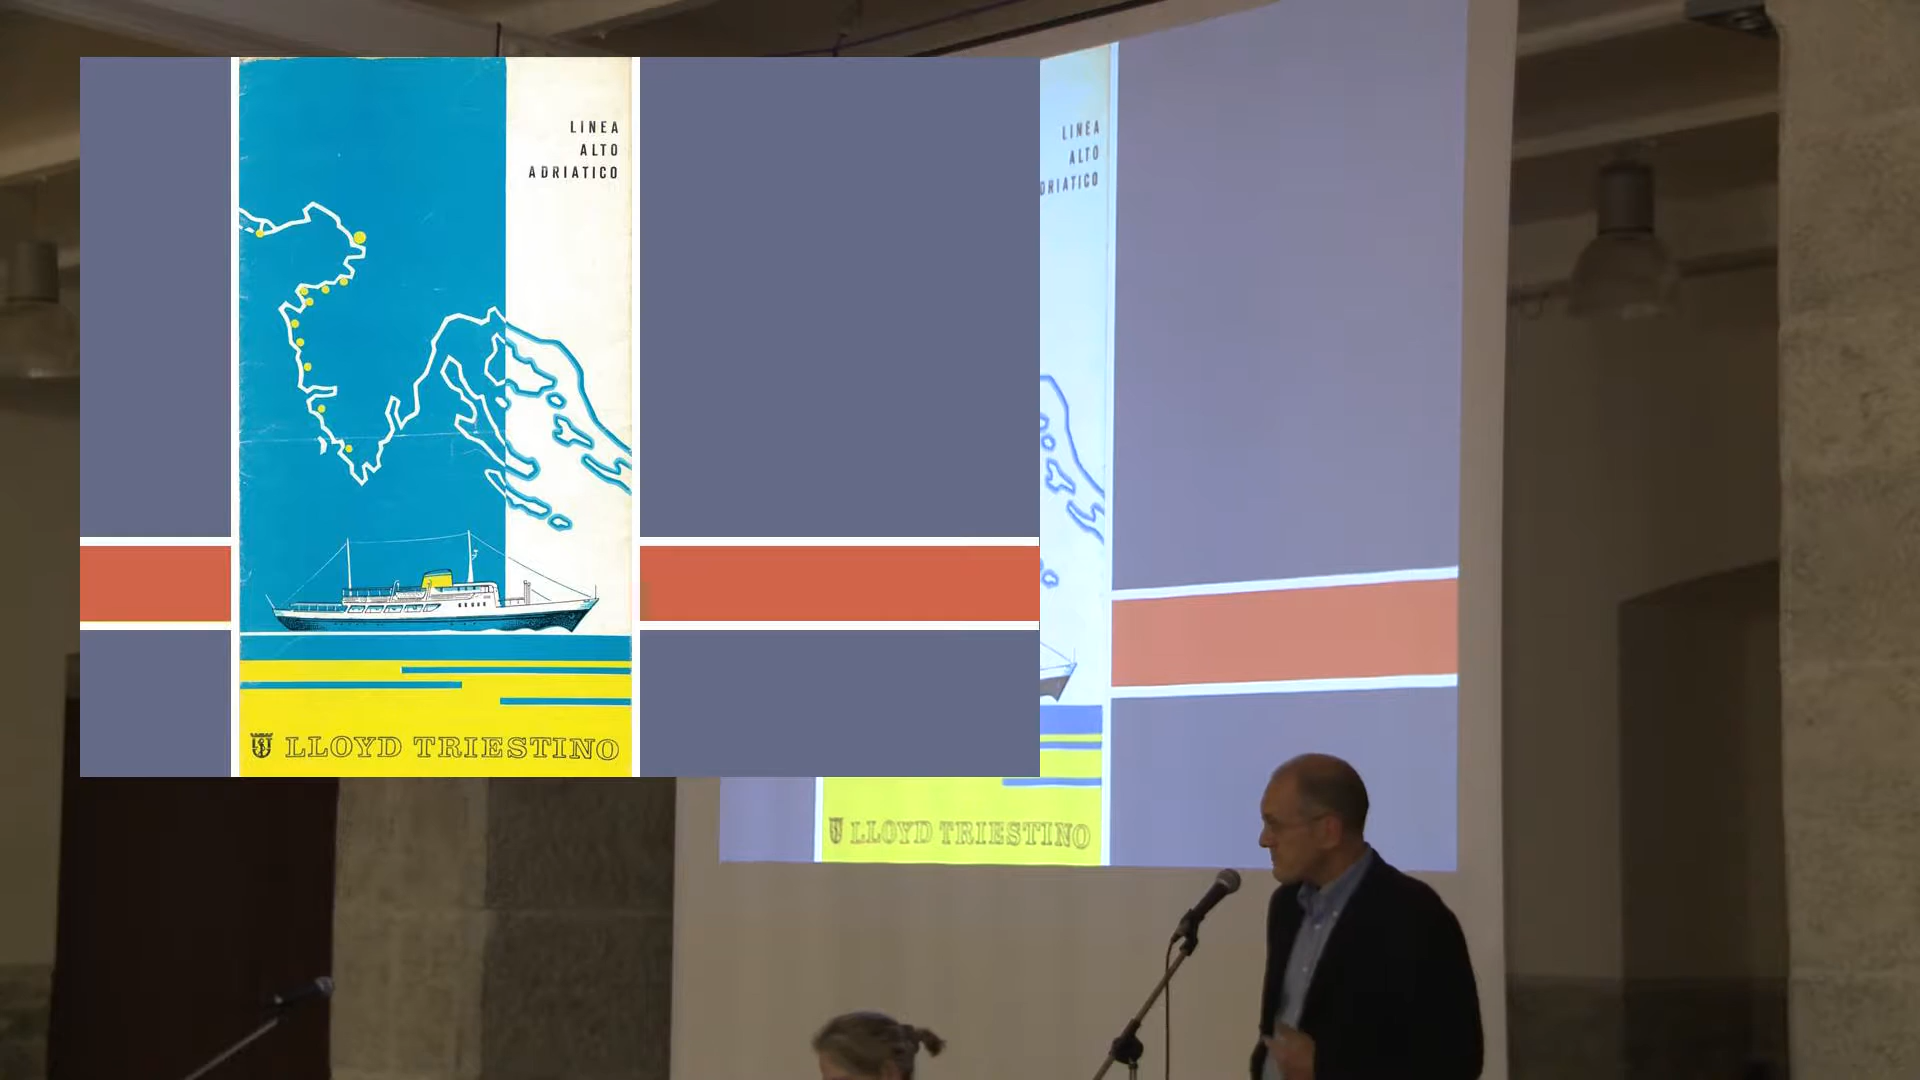 LINEA
ALTO
ADRIATICO
LLOYD TRIESTINO
LINEA
ALTO
DRIATICO
LLOYD TRIESTINO